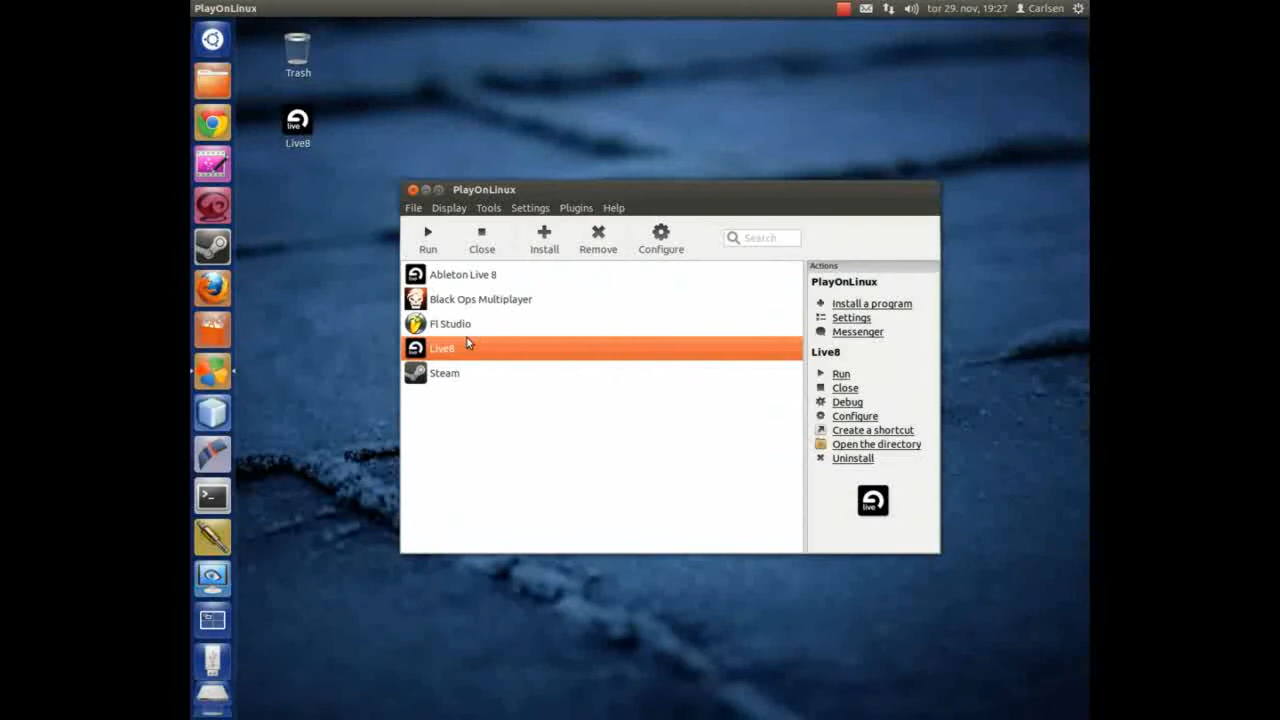 PlayOnLinux
tor 29. nov, 19:27 Carlsen
Trash
live
Live8
PlayOnLinux
File Display Tools Settings Plugins Help
Run Close Install Remove Configure Search
Ableton Live 8
Black Ops Multiplayer
Fl Studio
Live8
Steam
Actions
PlayOnLinux
Install a program
Settings
Messenger
Live8
Run
Close
Debug
Configure
Create a shortcut
Open the directory
Uninstall
live